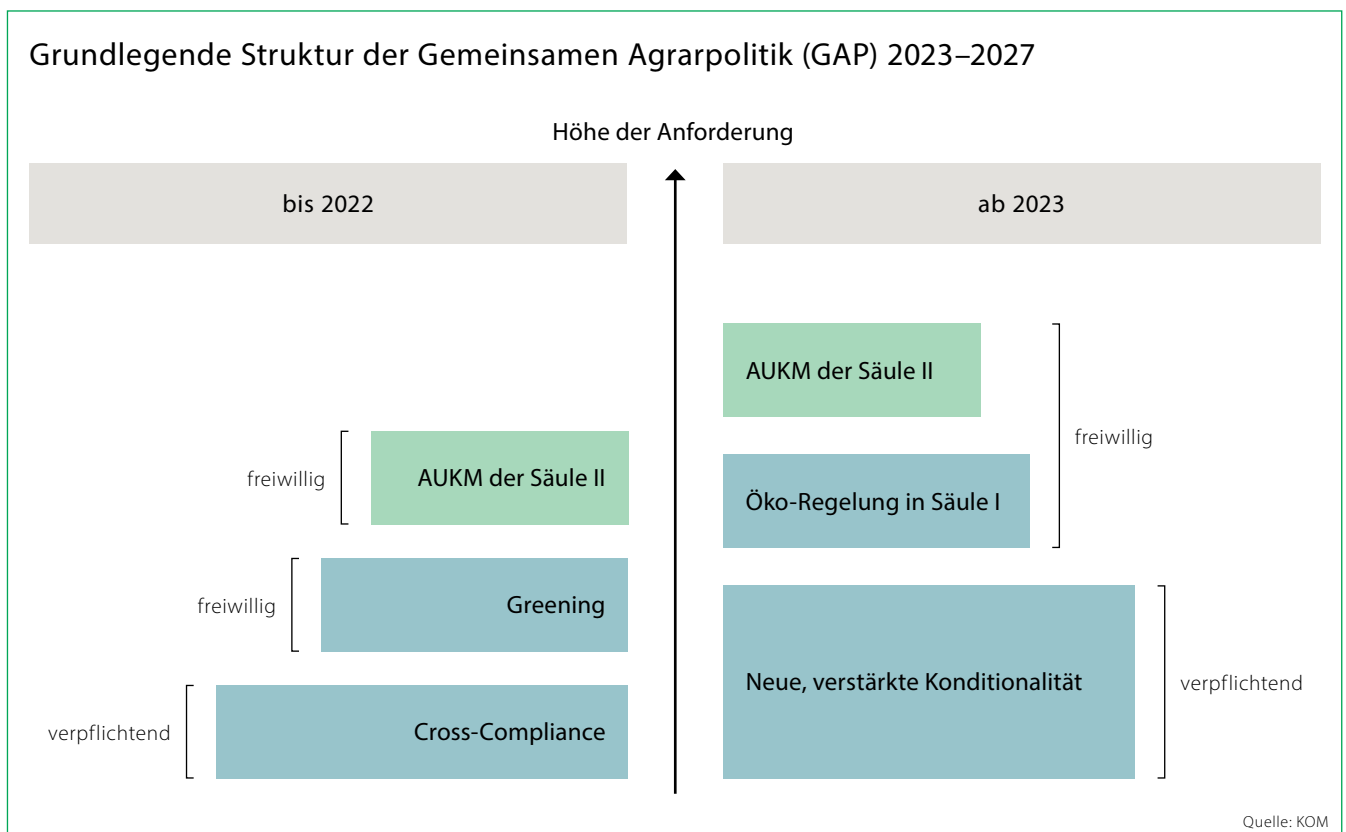 Grundlegende Struktur der Gemeinsamen Agrarpolitik (GAP) 2023–2027
Höhe der Anforderung
bis 2022
ab 2023
AUKM der Säule II
freiwillig
Öko-Regelung in Säule I
freiwillig
AUKM der Säule II
freiwillig
Greening
Neue, verstärkte Konditionalität
verpflichtend
verpflichtend
Cross-Compliance
Quelle: KOM